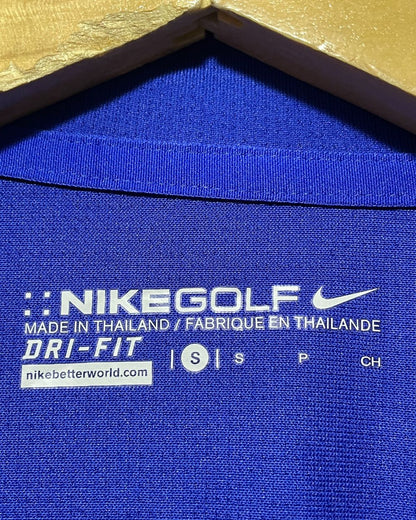 NIKEGOLF
MADE IN THAILAND / FABRIQUE EN THAILANDE
DRI-FIT
S S P CH
nikebetterworld.com